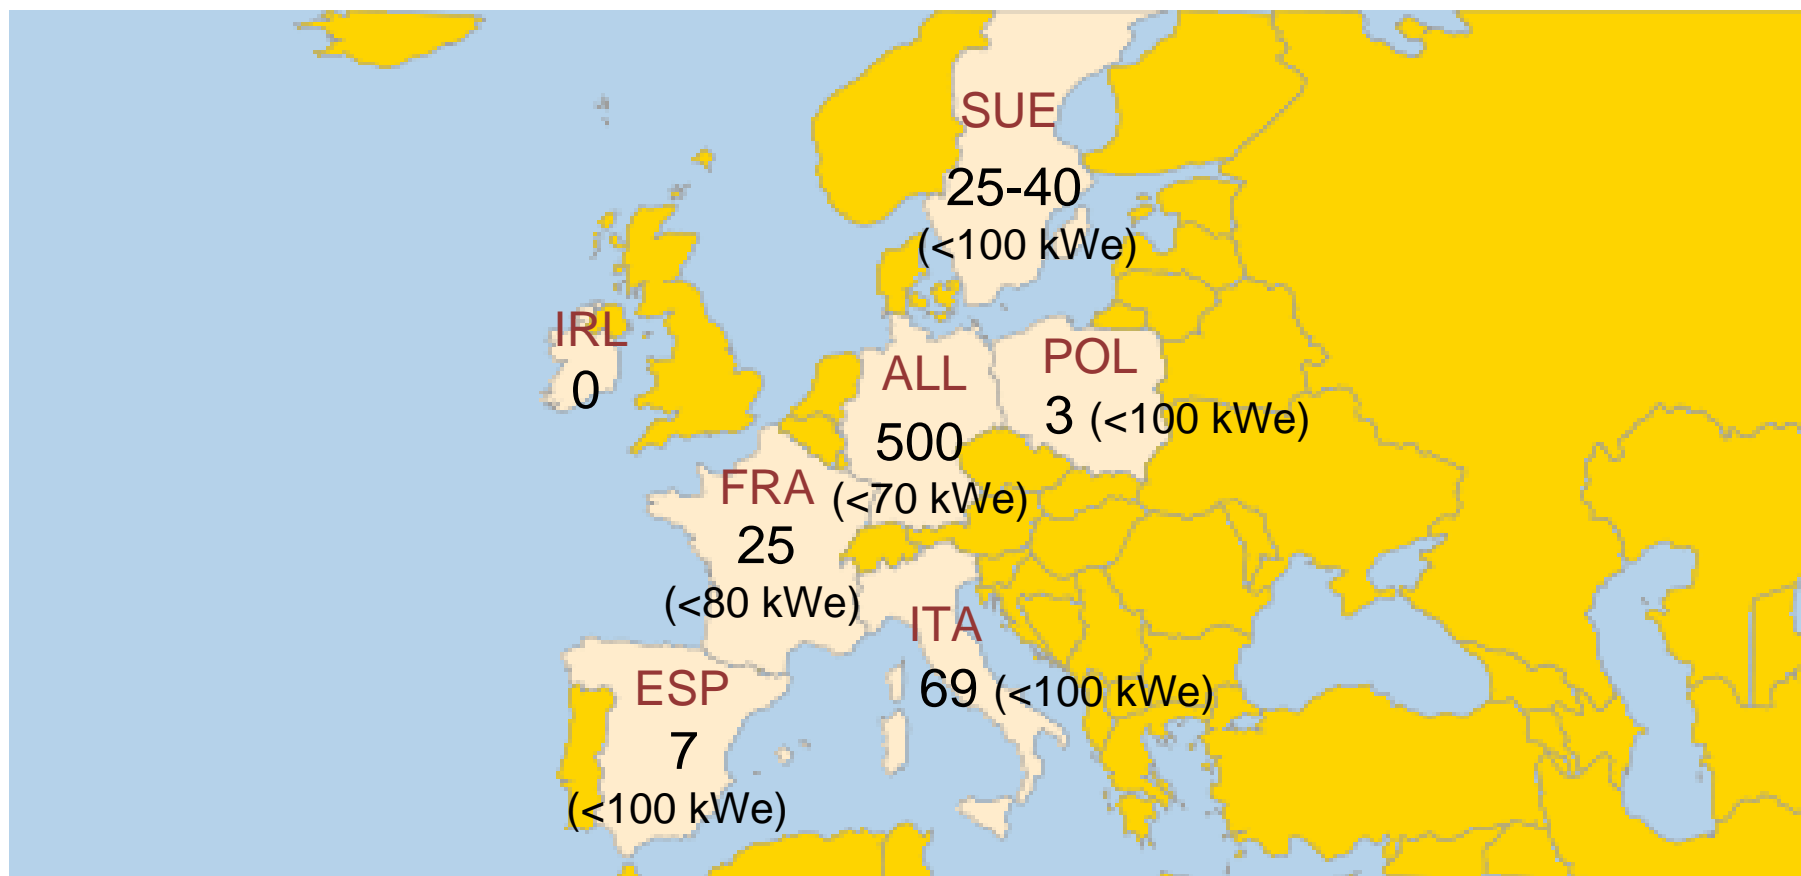 SUE
25-40
(<100 kWe)
IRL
0
ALL
500
(<70 kWe)
POL
3 (<100 kWe)
FRA
25
(<80 kWe)
ITA
69 (<100 kWe)
ESP
7
(<100 kWe)